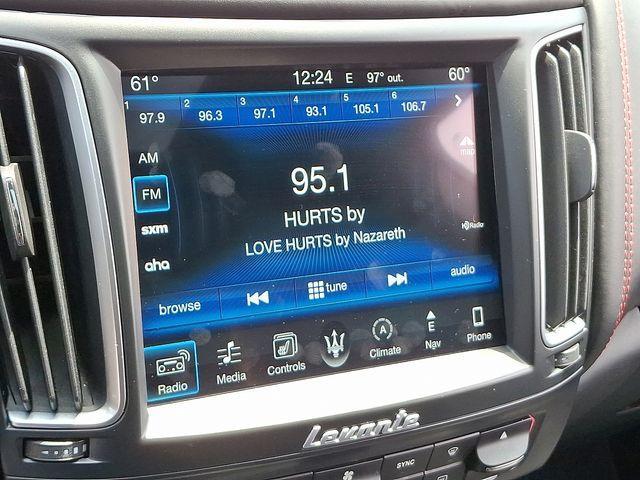 61° 12:24 E 97° out. 60°
1 2 3 4 5 6
97.9 96.3 97.1 93.1 105.1 106.7
AM
map
FM
95.1
sxm
HURTS by
HD Radio
LOVE HURTS by Nazareth
aha
browse tune audio
Radio Media Controls A Climate E Nav Phone
Levante
SYNC